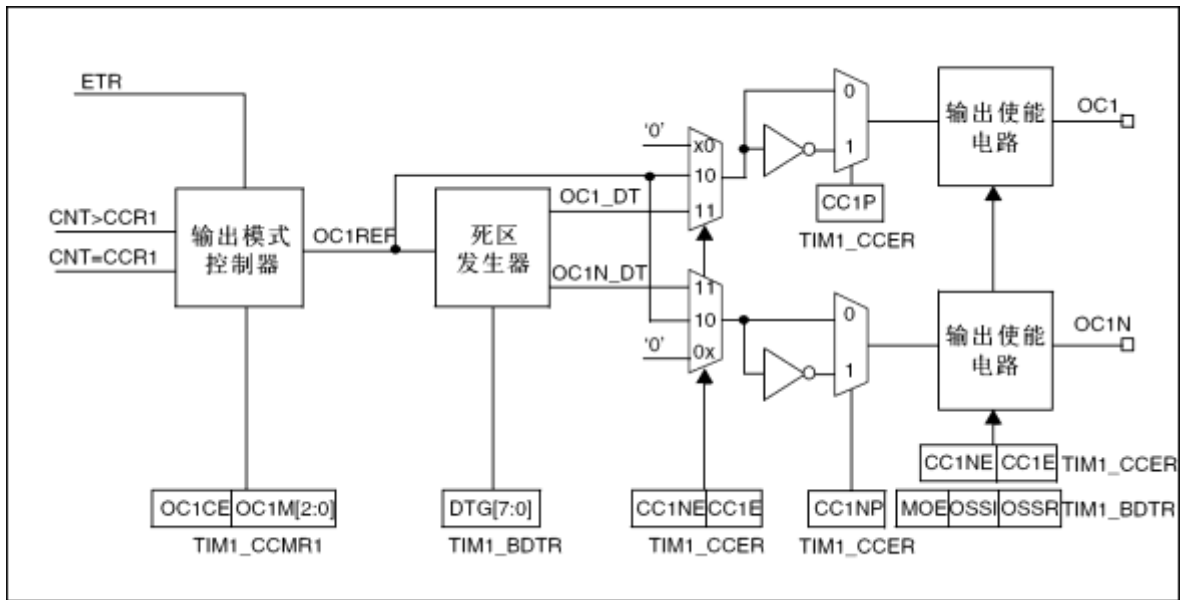 ETR
CNT>CCR1
CNT=CCR1
输出模式
控制器
OC1REF
OC1CE OC1M[2:0]
TIM1_CCMR1
死区
发生器
DTG[7:0]
TIM1_BDTR
OC1_DT
OC1N_DT
'0'
x0
10
11
11
10
'0'
0x
CC1NE CC1E
TIM1_CCER
0
1
CC1P
TIM1_CCER
0
1
CC1NP
TIM1_CCER
输出使能
电路
OC1
输出使能
电路
OC1N
CC1NE CC1E TIM1_CCER
MOE OSSI OSSR TIM1_BDTR